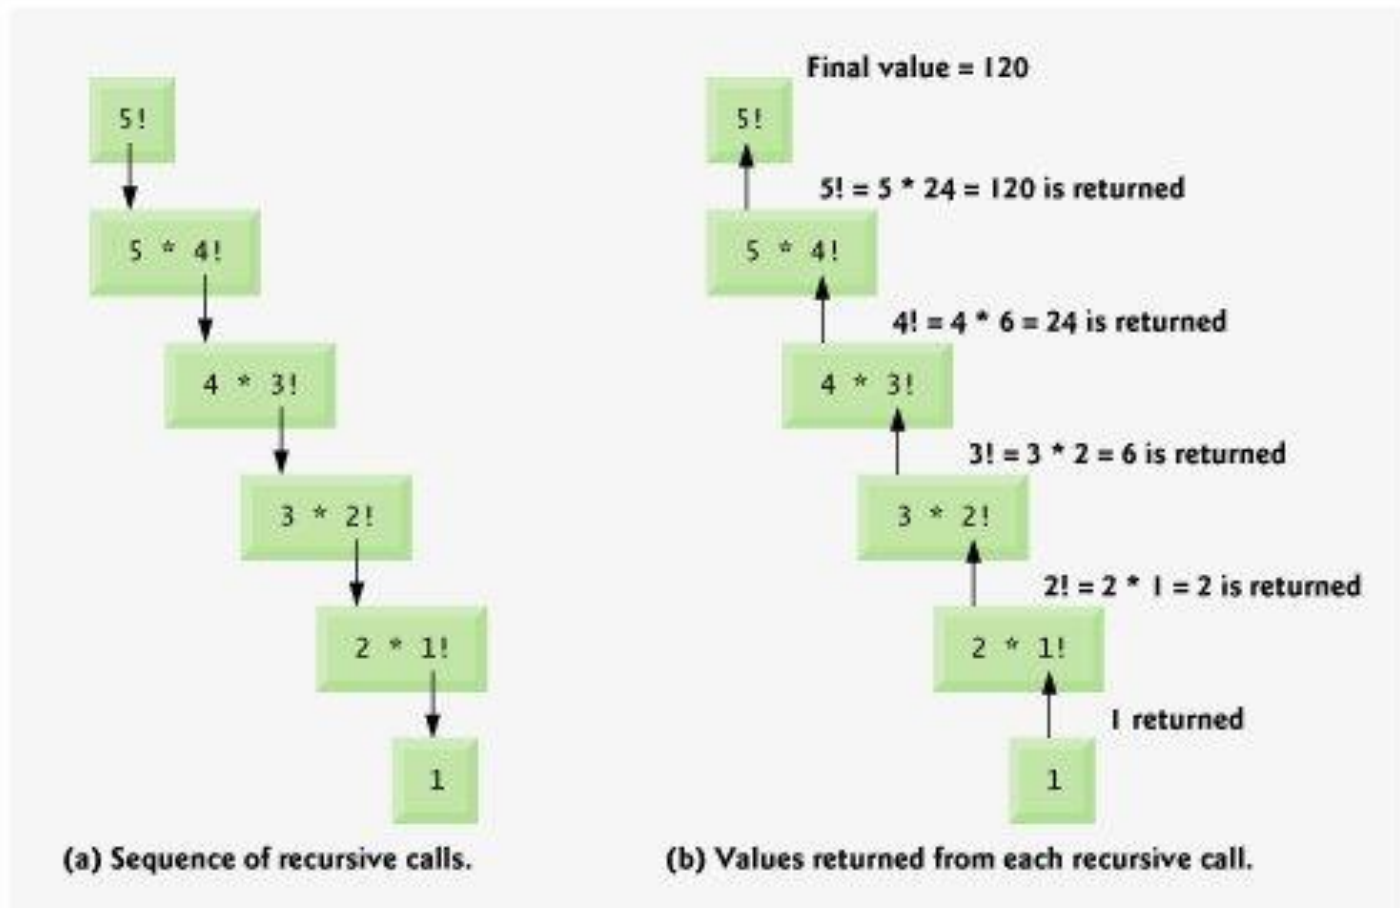 5!
5 * 4!
4 * 3!
3 * 2!
2 * 1!
1
(a) Sequence of recursive calls.
Final value = 120
5!
5! = 5 * 24 = 120 is returned
5 * 4!
4! = 4 * 6 = 24 is returned
4 * 3!
3! = 3 * 2 = 6 is returned
3 * 2!
2! = 2 * 1 = 2 is returned
2 * 1!
1 returned
1
(b) Values returned from each recursive call.